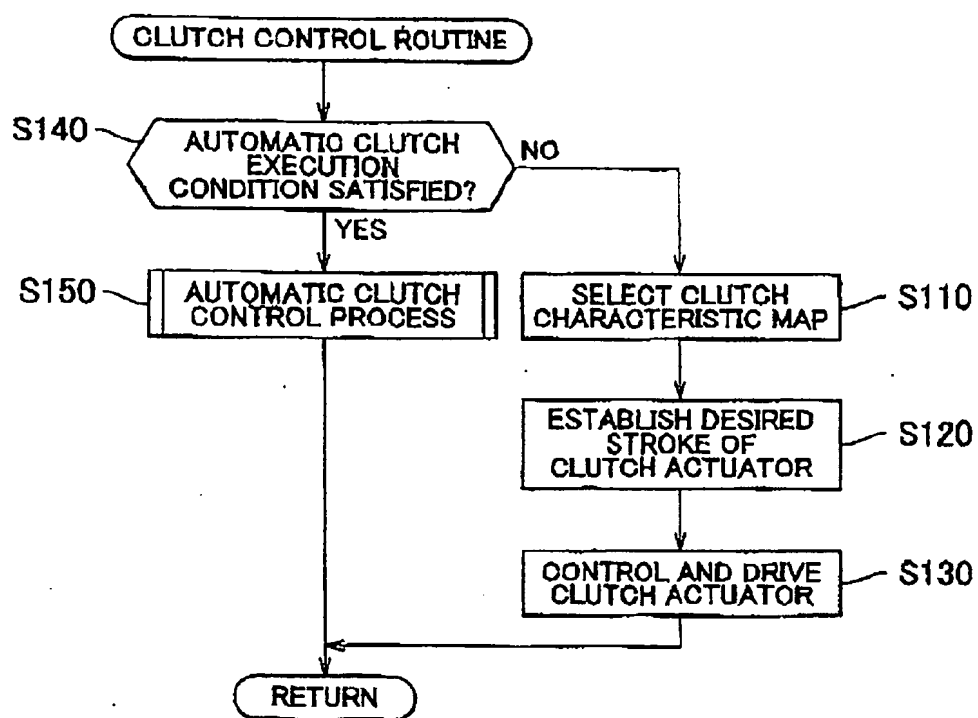 CLUTCH CONTROL ROUTINE
S140
AUTOMATIC CLUTCH
EXECUTION
CONDITION SATISFIED?
NO
YES
S150
AUTOMATIC CLUTCH
CONTROL PROCESS
SELECT CLUTCH
CHARACTERISTIC MAP
S110
ESTABLISH DESIRED
STROKE OF
CLUTCH ACTUATOR
S120
CONTROL AND DRIVE
CLUTCH ACTUATOR
S130
RETURN